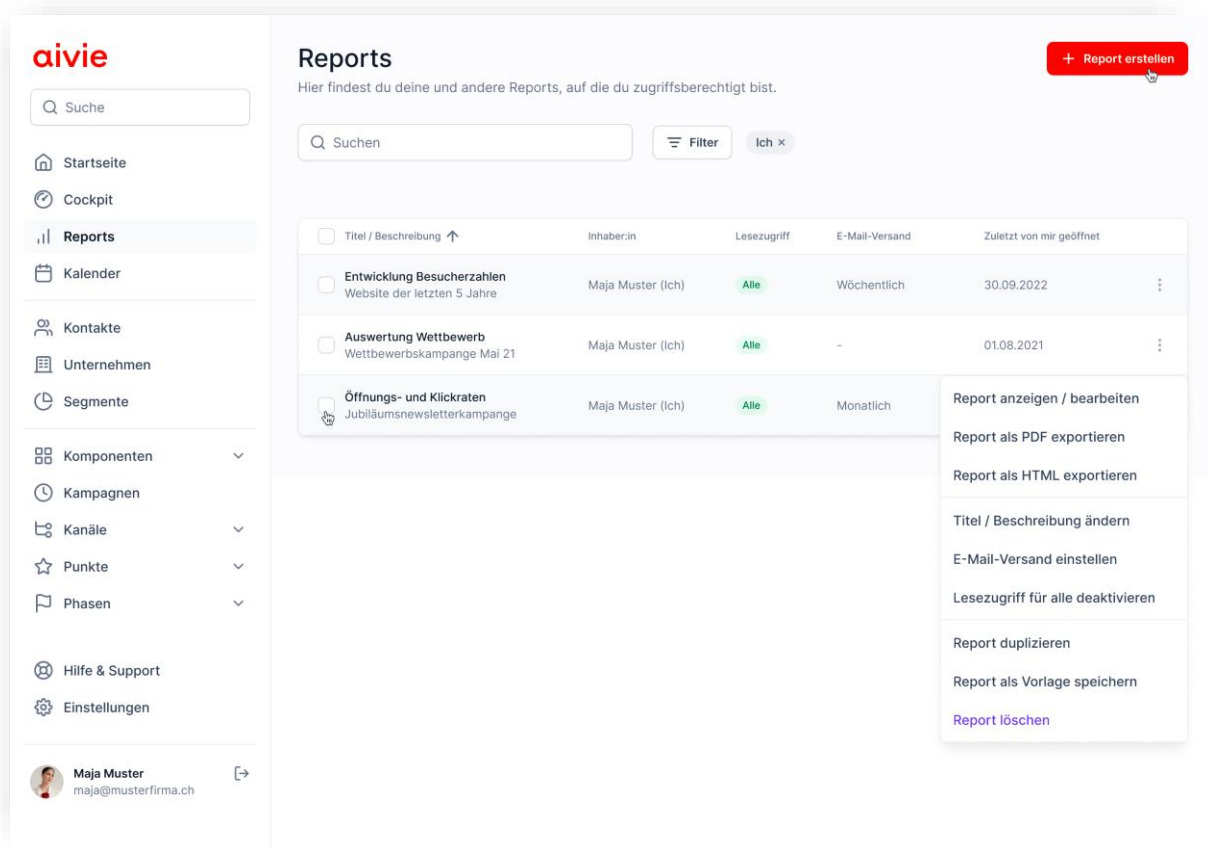 aivie
Suche
Startseite
Cockpit
Reports
Kalender
Kontakte
Unternehmen
Segmente
Komponenten
Kampagnen
Kanäle
Punkte
Phasen
Hilfe & Support
Einstellungen
Maja Muster
maja@musterfirma.ch
Reports
+ Report erstellen
Hier findest du deine und andere Reports, auf die du zugriffsberechtigt bist.
Suchen Filter Ich ×
Titel / Beschreibung ↑ Inhaber:in Lesezugriff E-Mail-Versand Zuletzt von mir geöffnet
Entwicklung Besucherzahlen
Website der letzten 5 Jahre
Maja Muster (Ich) Alle Wöchentlich 30.09.2022
Auswertung Wettbewerb
Wettbewerbskampange Mai 21
Maja Muster (Ich) Alle - 01.08.2021
Öffnungs- und Klickraten
Jubiläumsnewsletterkampange
Maja Muster (Ich) Alle Monatlich
Report anzeigen / bearbeiten
Report als PDF exportieren
Report als HTML exportieren
Titel / Beschreibung ändern
E-Mail-Versand einstellen
Lesezugriff für alle deaktivieren
Report duplizieren
Report als Vorlage speichern
Report löschen